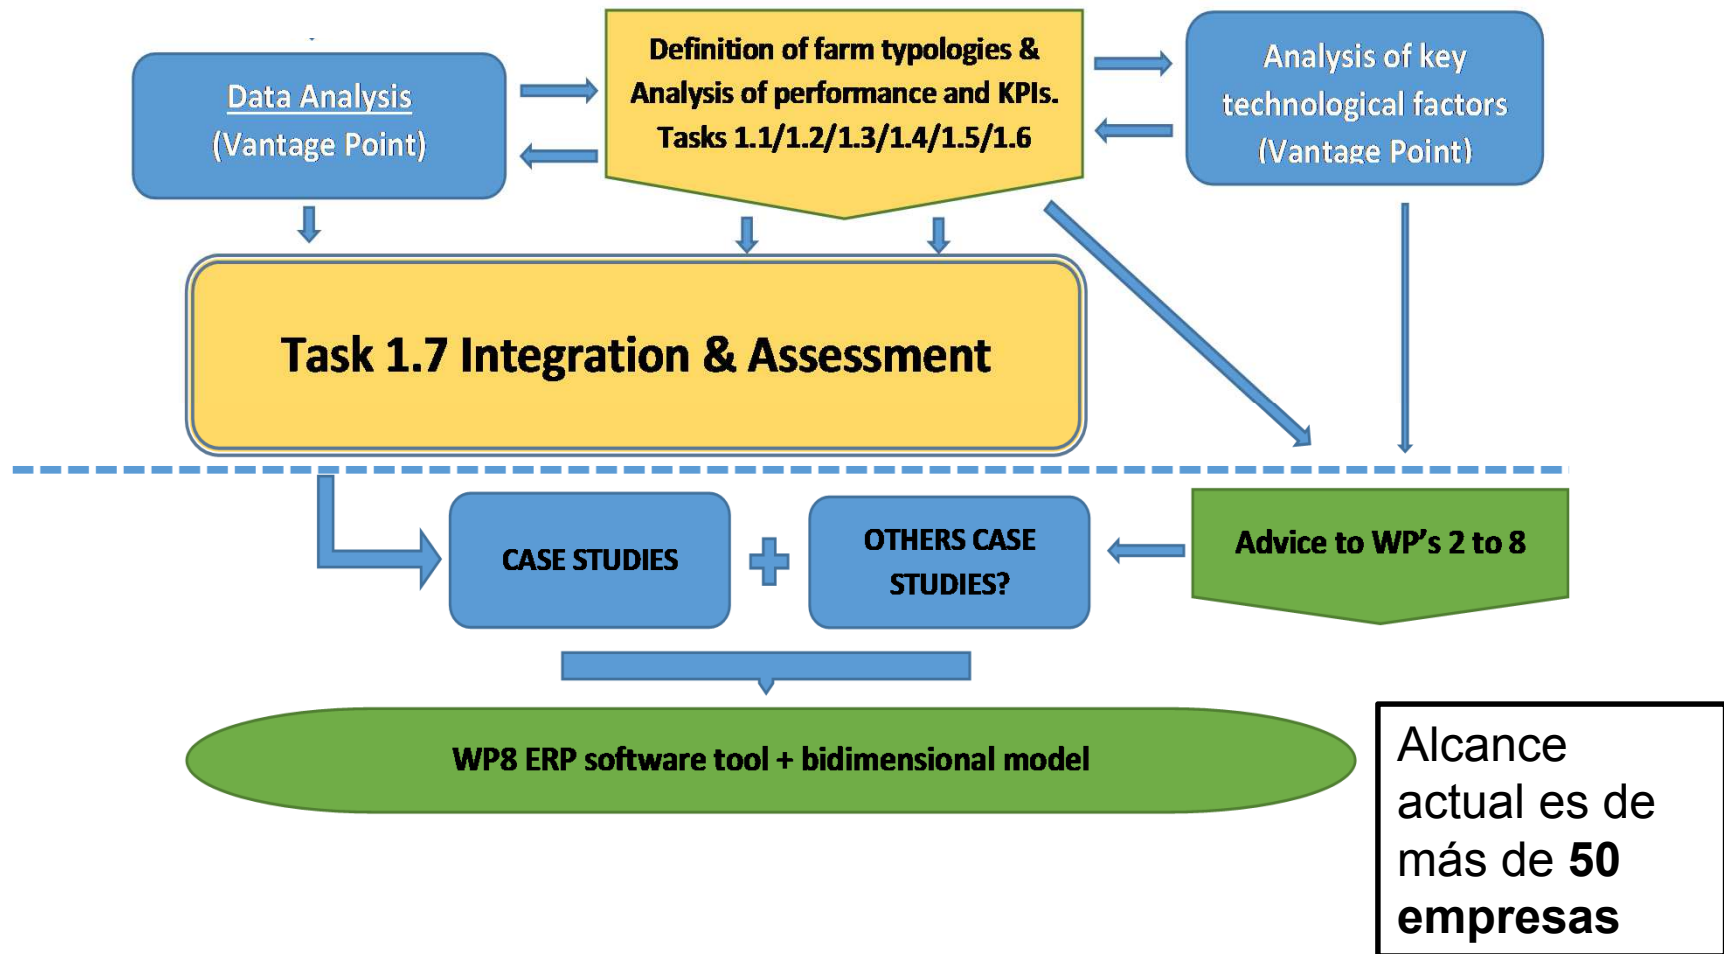 Data Analysis
(Vantage Point)
Definition of farm typologies &
Analysis of performance and KPIs.
Tasks 1.1/1.2/1.3/1.4/1.5/1.6
Analysis of key
technological factors
(Vantage Point)
Task 1.7 Integration & Assessment
CASE STUDIES
OTHERS CASE
STUDIES?
Advice to WP's 2 to 8
WP8 ERP software tool + bidimensional model
Alcance
actual es de
más de 50
empresas